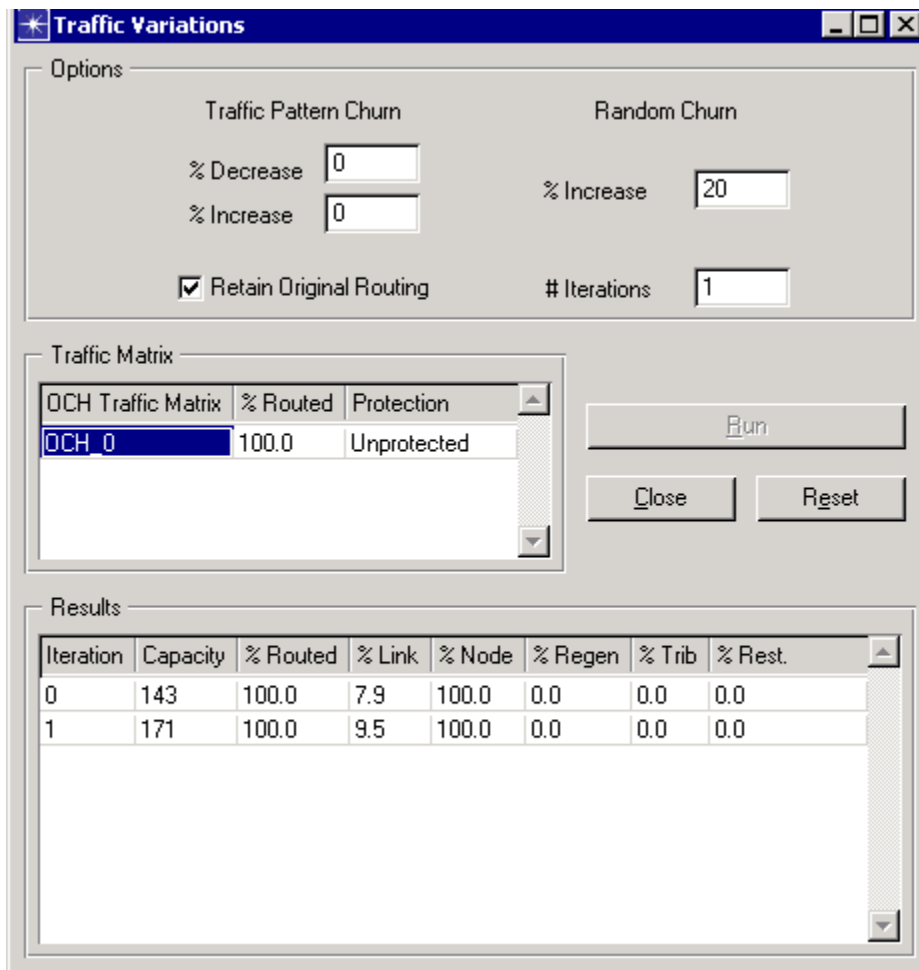 Traffic Variations
Options
Traffic Pattern Churn
Random Churn
% Decrease 0
% Increase 0
% Increase 20
Retain Original Routing
# Iterations 1
Traffic Matrix
OCH Traffic Matrix % Routed Protection
OCH_0 100.0 Unprotected
Run
Close Reset
Results
Iteration Capacity % Routed % Link % Node % Regen % Trib % Rest.
0 143 100.0 7.9 100.0 0.0 0.0 0.0
1 171 100.0 9.5 100.0 0.0 0.0 0.0